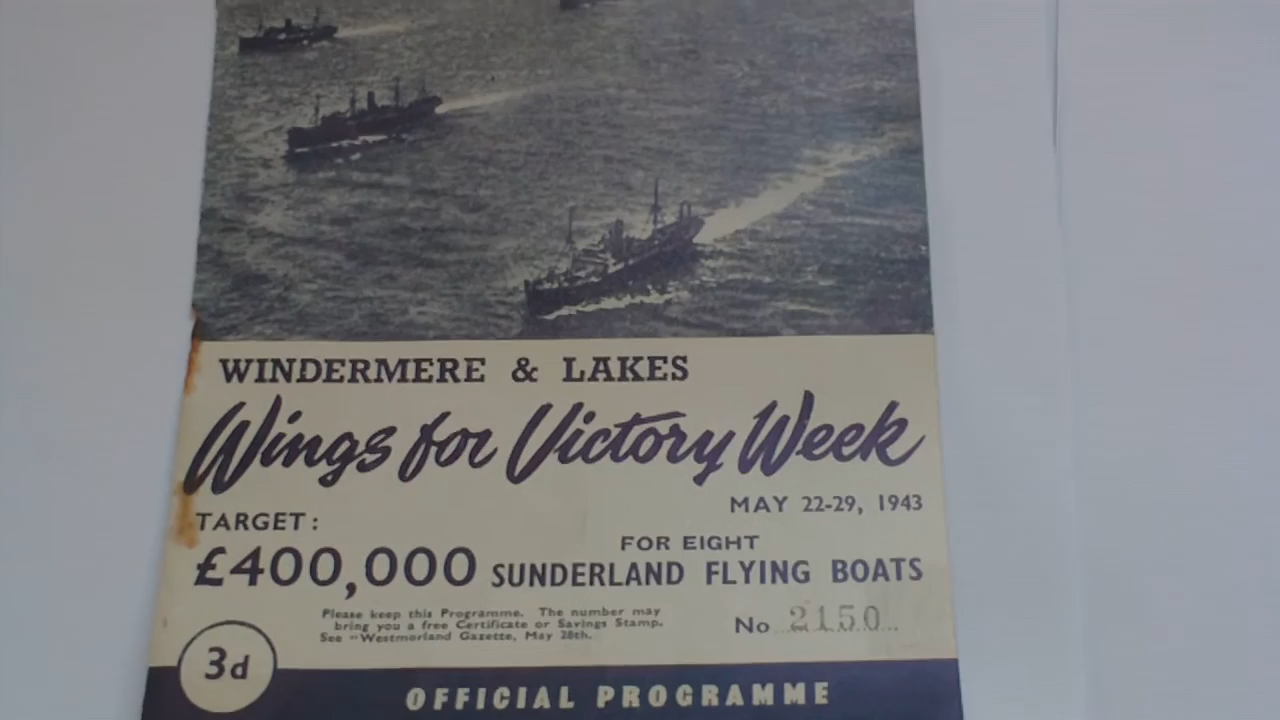 WINDERMERE & LAKES
Wings for Victory Week
MAY 22-29, 1943
TARGET:
£400,000 FOR EIGHT SUNDERLAND FLYING BOATS
Please keep this Programme. The number may
bring you a free Certificate or Savings Stamp.
See "Westmorland Gazette, May 28th.
No 2150
3d
OFFICIAL PROGRAMME